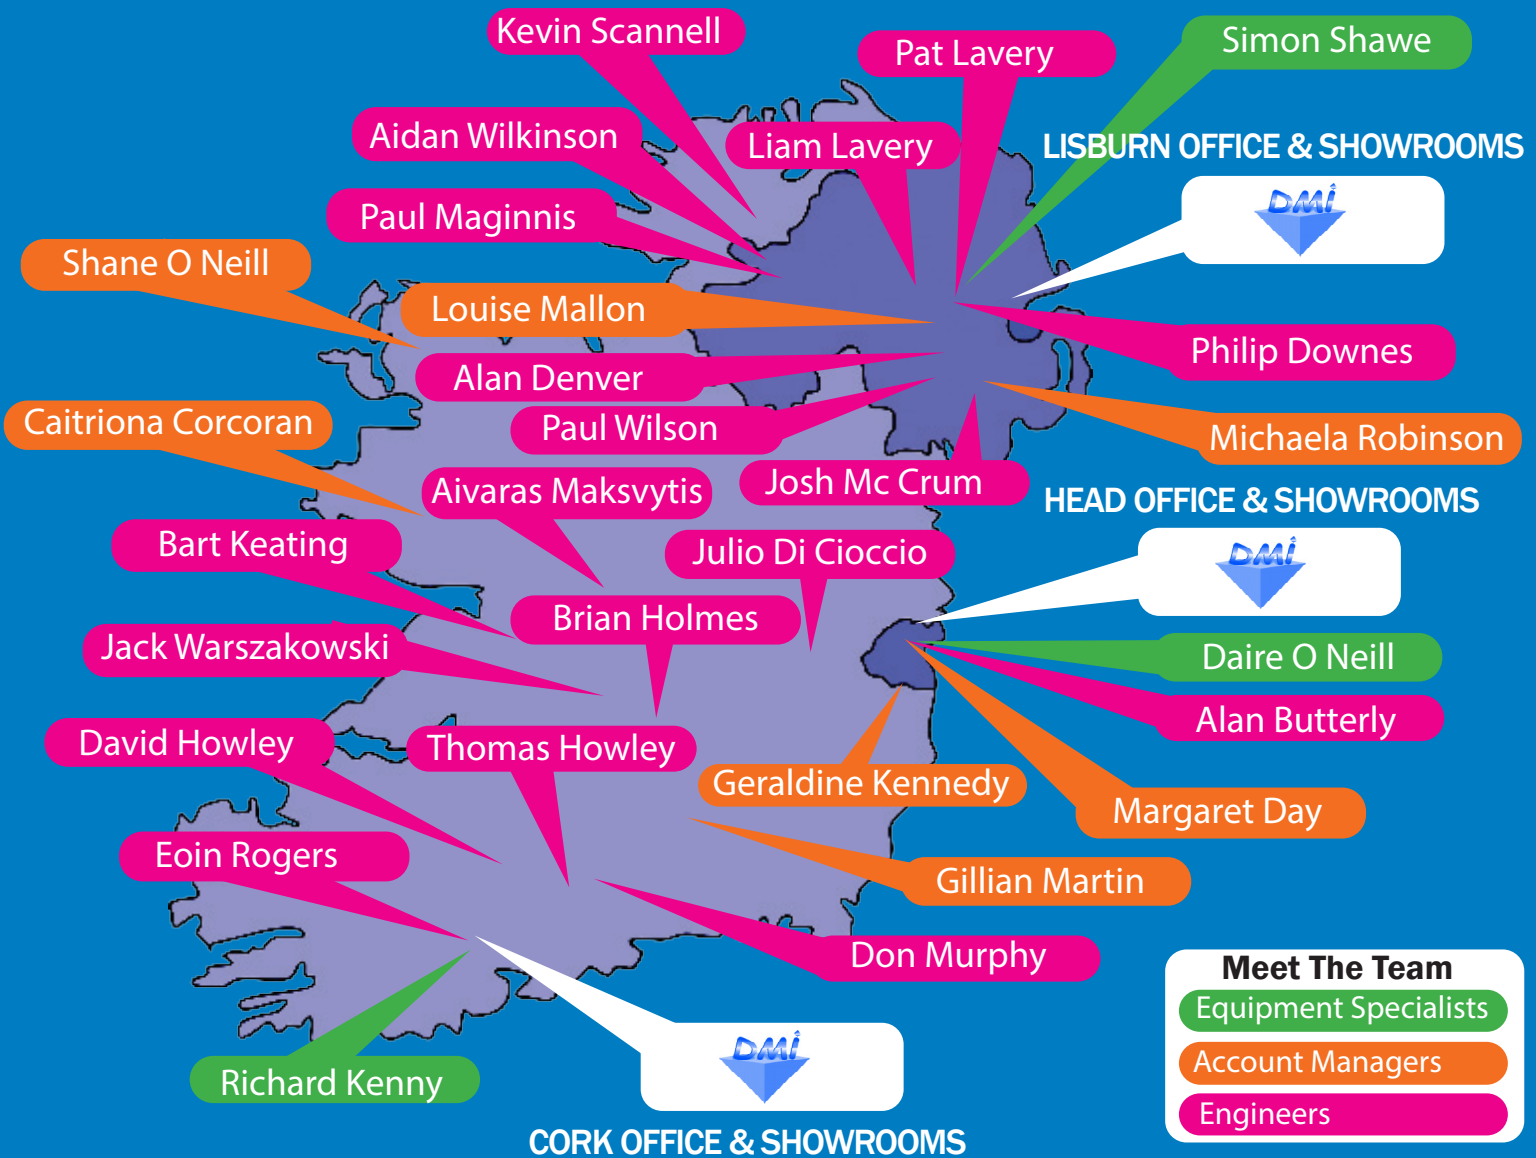 Kevin Scannell
Pat Lavery
Simon Shawe
Aidan Wilkinson
Liam Lavery
LISBURN OFFICE & SHOWROOMS
DMI
Paul Maginnis
Shane O Neill
Louise Mallon
Philip Downes
Alan Denver
Caitriona Corcoran
Paul Wilson
Michaela Robinson
Aivaras Maksvytis
Josh Mc Crum
HEAD OFFICE & SHOWROOMS
DMI
Bart Keating
Julio Di Cioccio
Brian Holmes
Jack Warszakowski
Daire O Neill
Alan Butterly
David Howley
Thomas Howley
Geraldine Kennedy
Margaret Day
Eoin Rogers
Gillian Martin
Don Murphy
Richard Kenny
DMI
CORK OFFICE & SHOWROOMS
Meet The Team
Equipment Specialists
Account Managers
Engineers